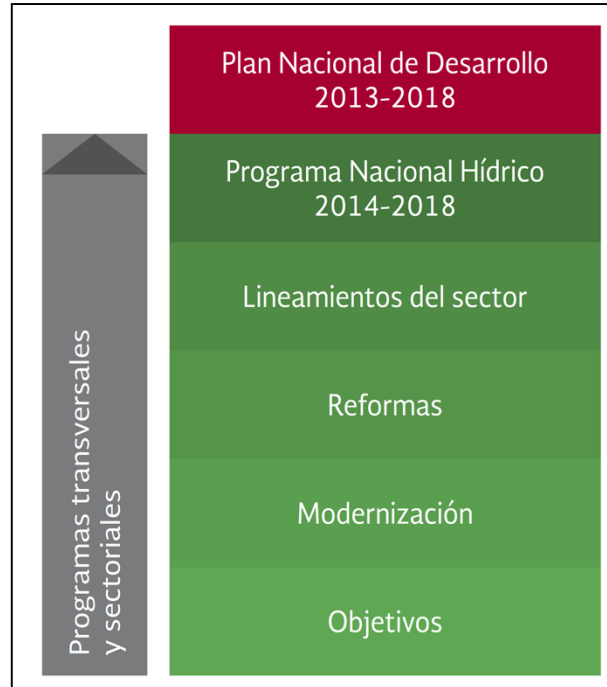 Plan Nacional de Desarrollo
2013-2018
Programa Nacional Hídrico
2014-2018
Lineamientos del sector
Reformas
Modernización
Objetivos
Programas transversales
y sectoriales